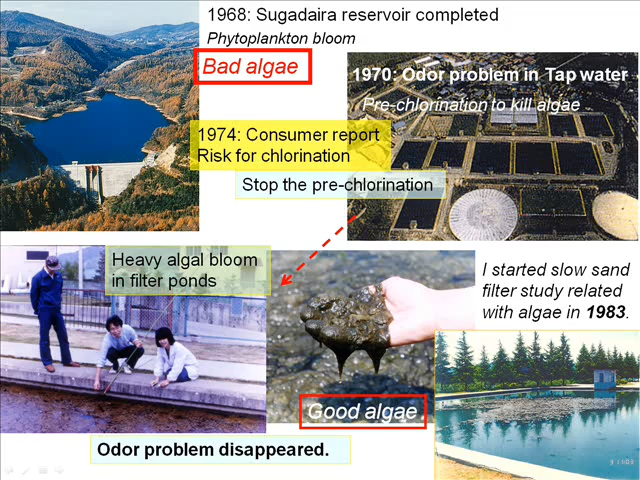 1968: Sugadaira reservoir completed
Phytoplankton bloom
Bad algae
1970: Odor problem in Tap water
Pre-chlorination to kill algae
1974: Consumer report
Risk for chlorination
Stop the pre-chlorination
Heavy algal bloom
in filter ponds
I started slow sand
filter study related
with algae in 1983.
Good algae
Odor problem disappeared.